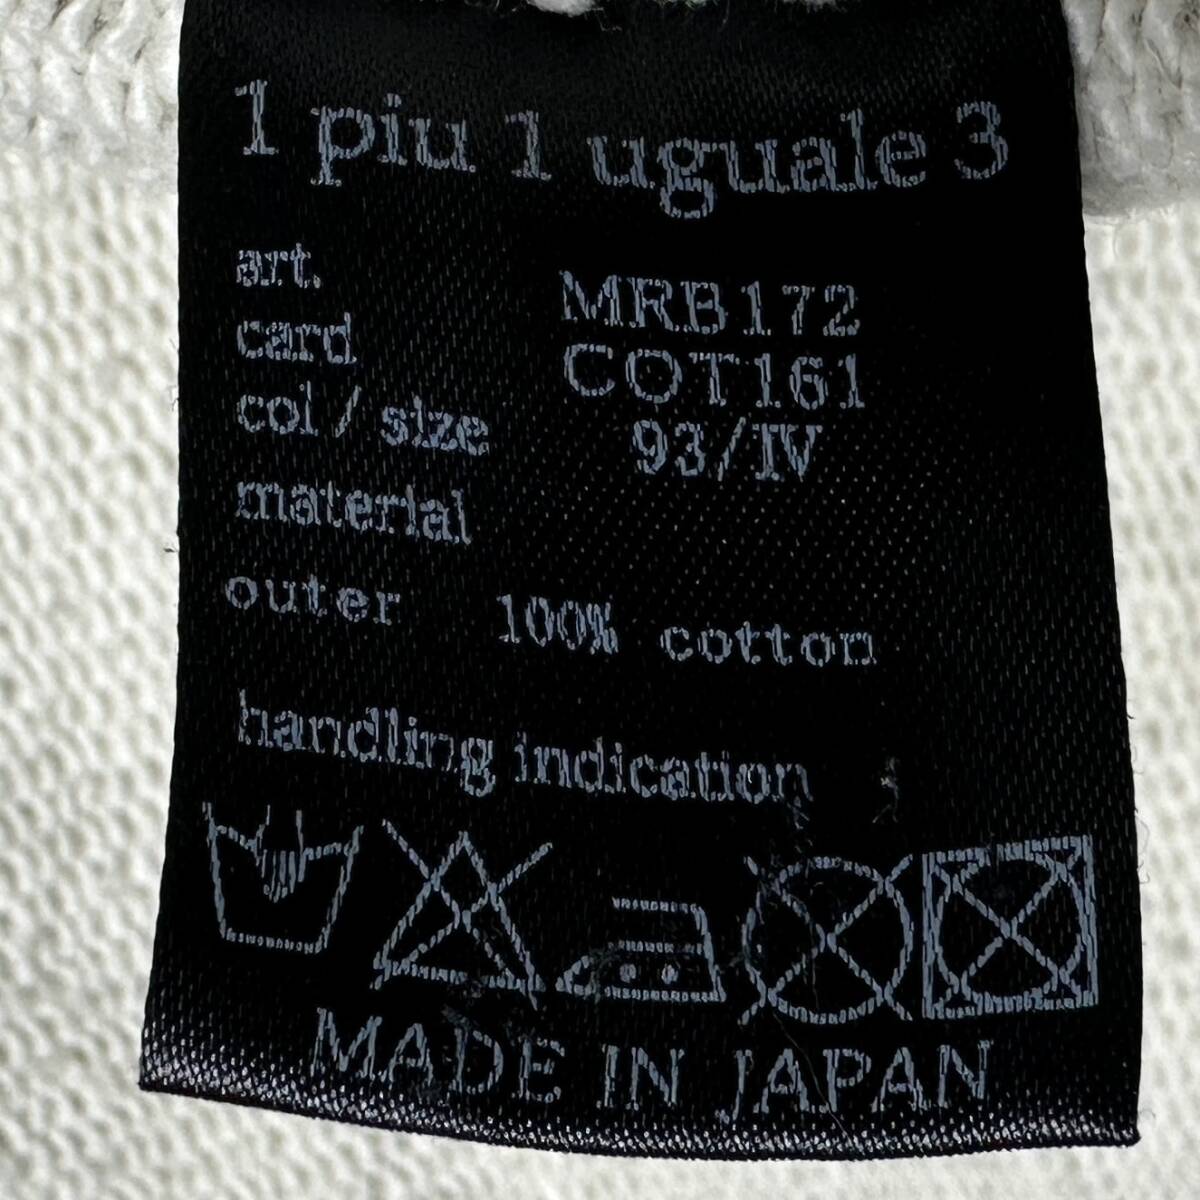 1 piu 1 uguale 3
art. MRB172
card COT161
col / size 93/IV
material
outer 100% cotton
handling indication
MADE IN JAPAN